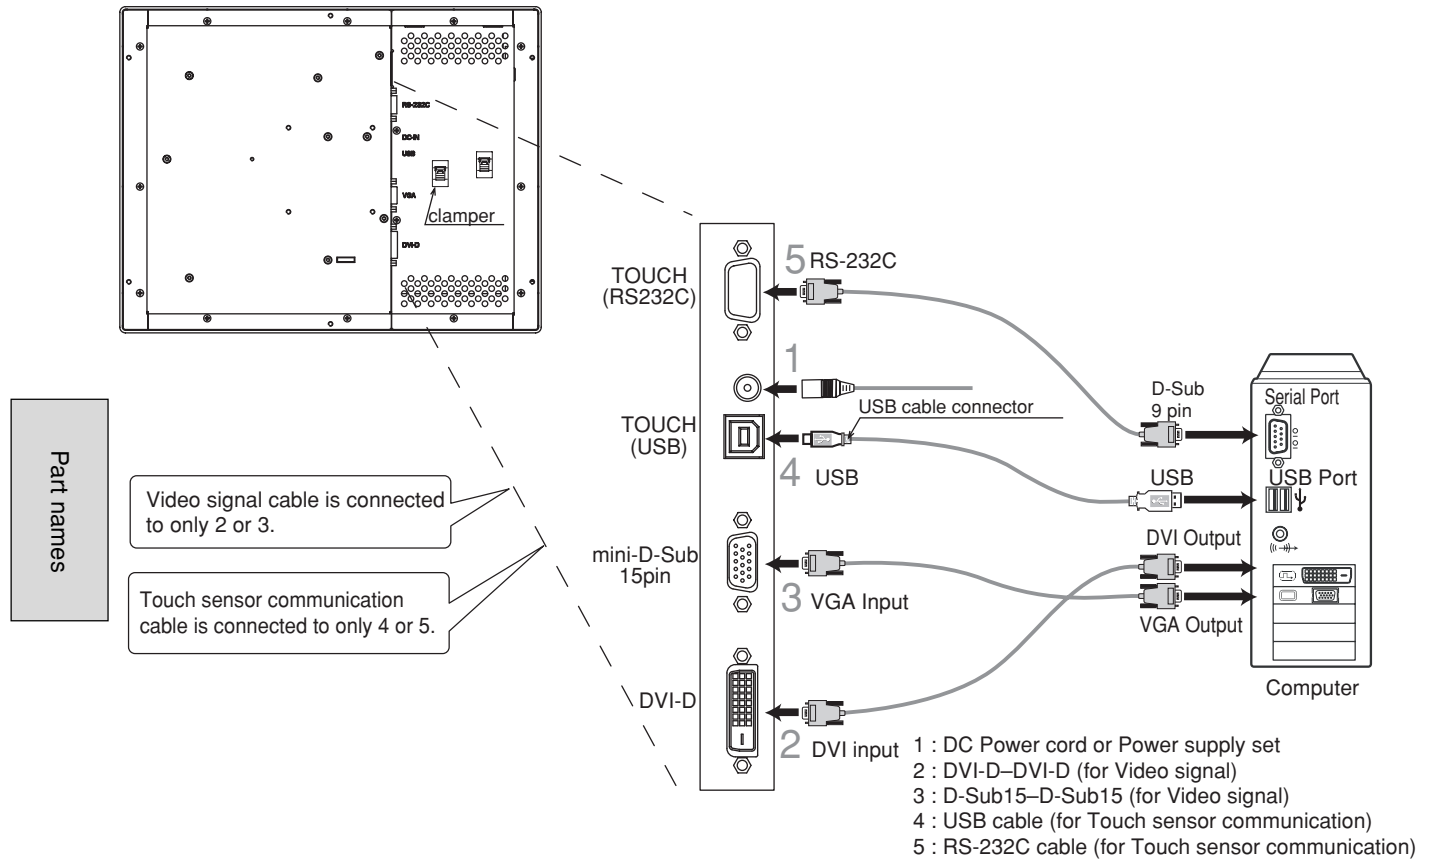 RS-232C
DC-IN
USB
VGA
DVI-D
clamper
TOUCH
(RS232C)
5
RS-232C
1
TOUCH
(USB)
USB cable connector
4
USB
mini-D-Sub
15pin
3
VGA Input
DVI-D
2
DVI input
D-Sub
9 pin
Serial Port
USB
USB Port
DVI Output
VGA Output
Computer
Part names
Video signal cable is connected
to only 2 or 3.
Touch sensor communication
cable is connected to only 4 or 5.
1 : DC Power cord or Power supply set
2 : DVI-D–DVI-D (for Video signal)
3 : D-Sub15–D-Sub15 (for Video signal)
4 : USB cable (for Touch sensor communication)
5 : RS-232C cable (for Touch sensor communication)